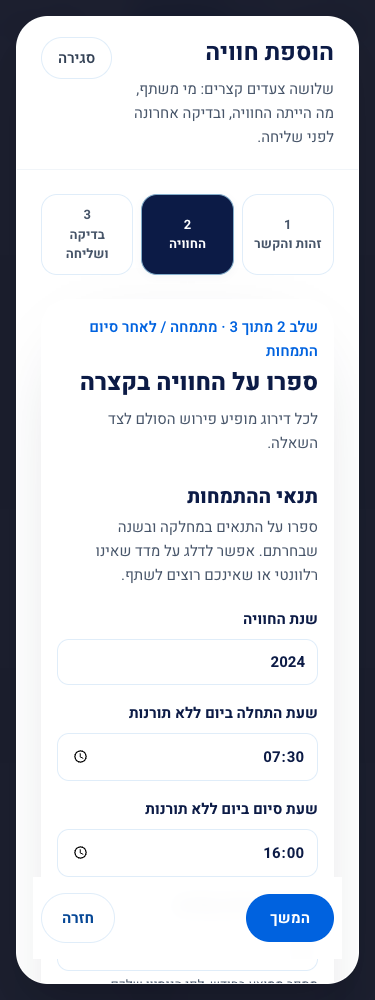 הוספת חוויה
סגירה
שלושה צעדים קצרים: מי משתף,
מה הייתה החוויה, ובדיקה אחרונה
לפני שליחה.
1
זהות והקשר
2
החוויה
3
בדיקה
ושליחה
שלב 2 מתוך 3 · מתמחה / לאחר סיום
התמחות
ספרו על החוויה בקצרה
לכל דירוג מופיע פירוש הסולם לצד
השאלה.
תנאי ההתמחות
ספרו על התנאים במחלקה ובשנה
שבחרתם. אפשר לדלג על מדד שאינו
רלוונטי או שאינכם רוצים לשתף.
שנת החוויה
2024
שעת התחלה ביום ללא תורנות
07:30
שעת סיום ביום ללא תורנות
16:00
המשך
חזרה